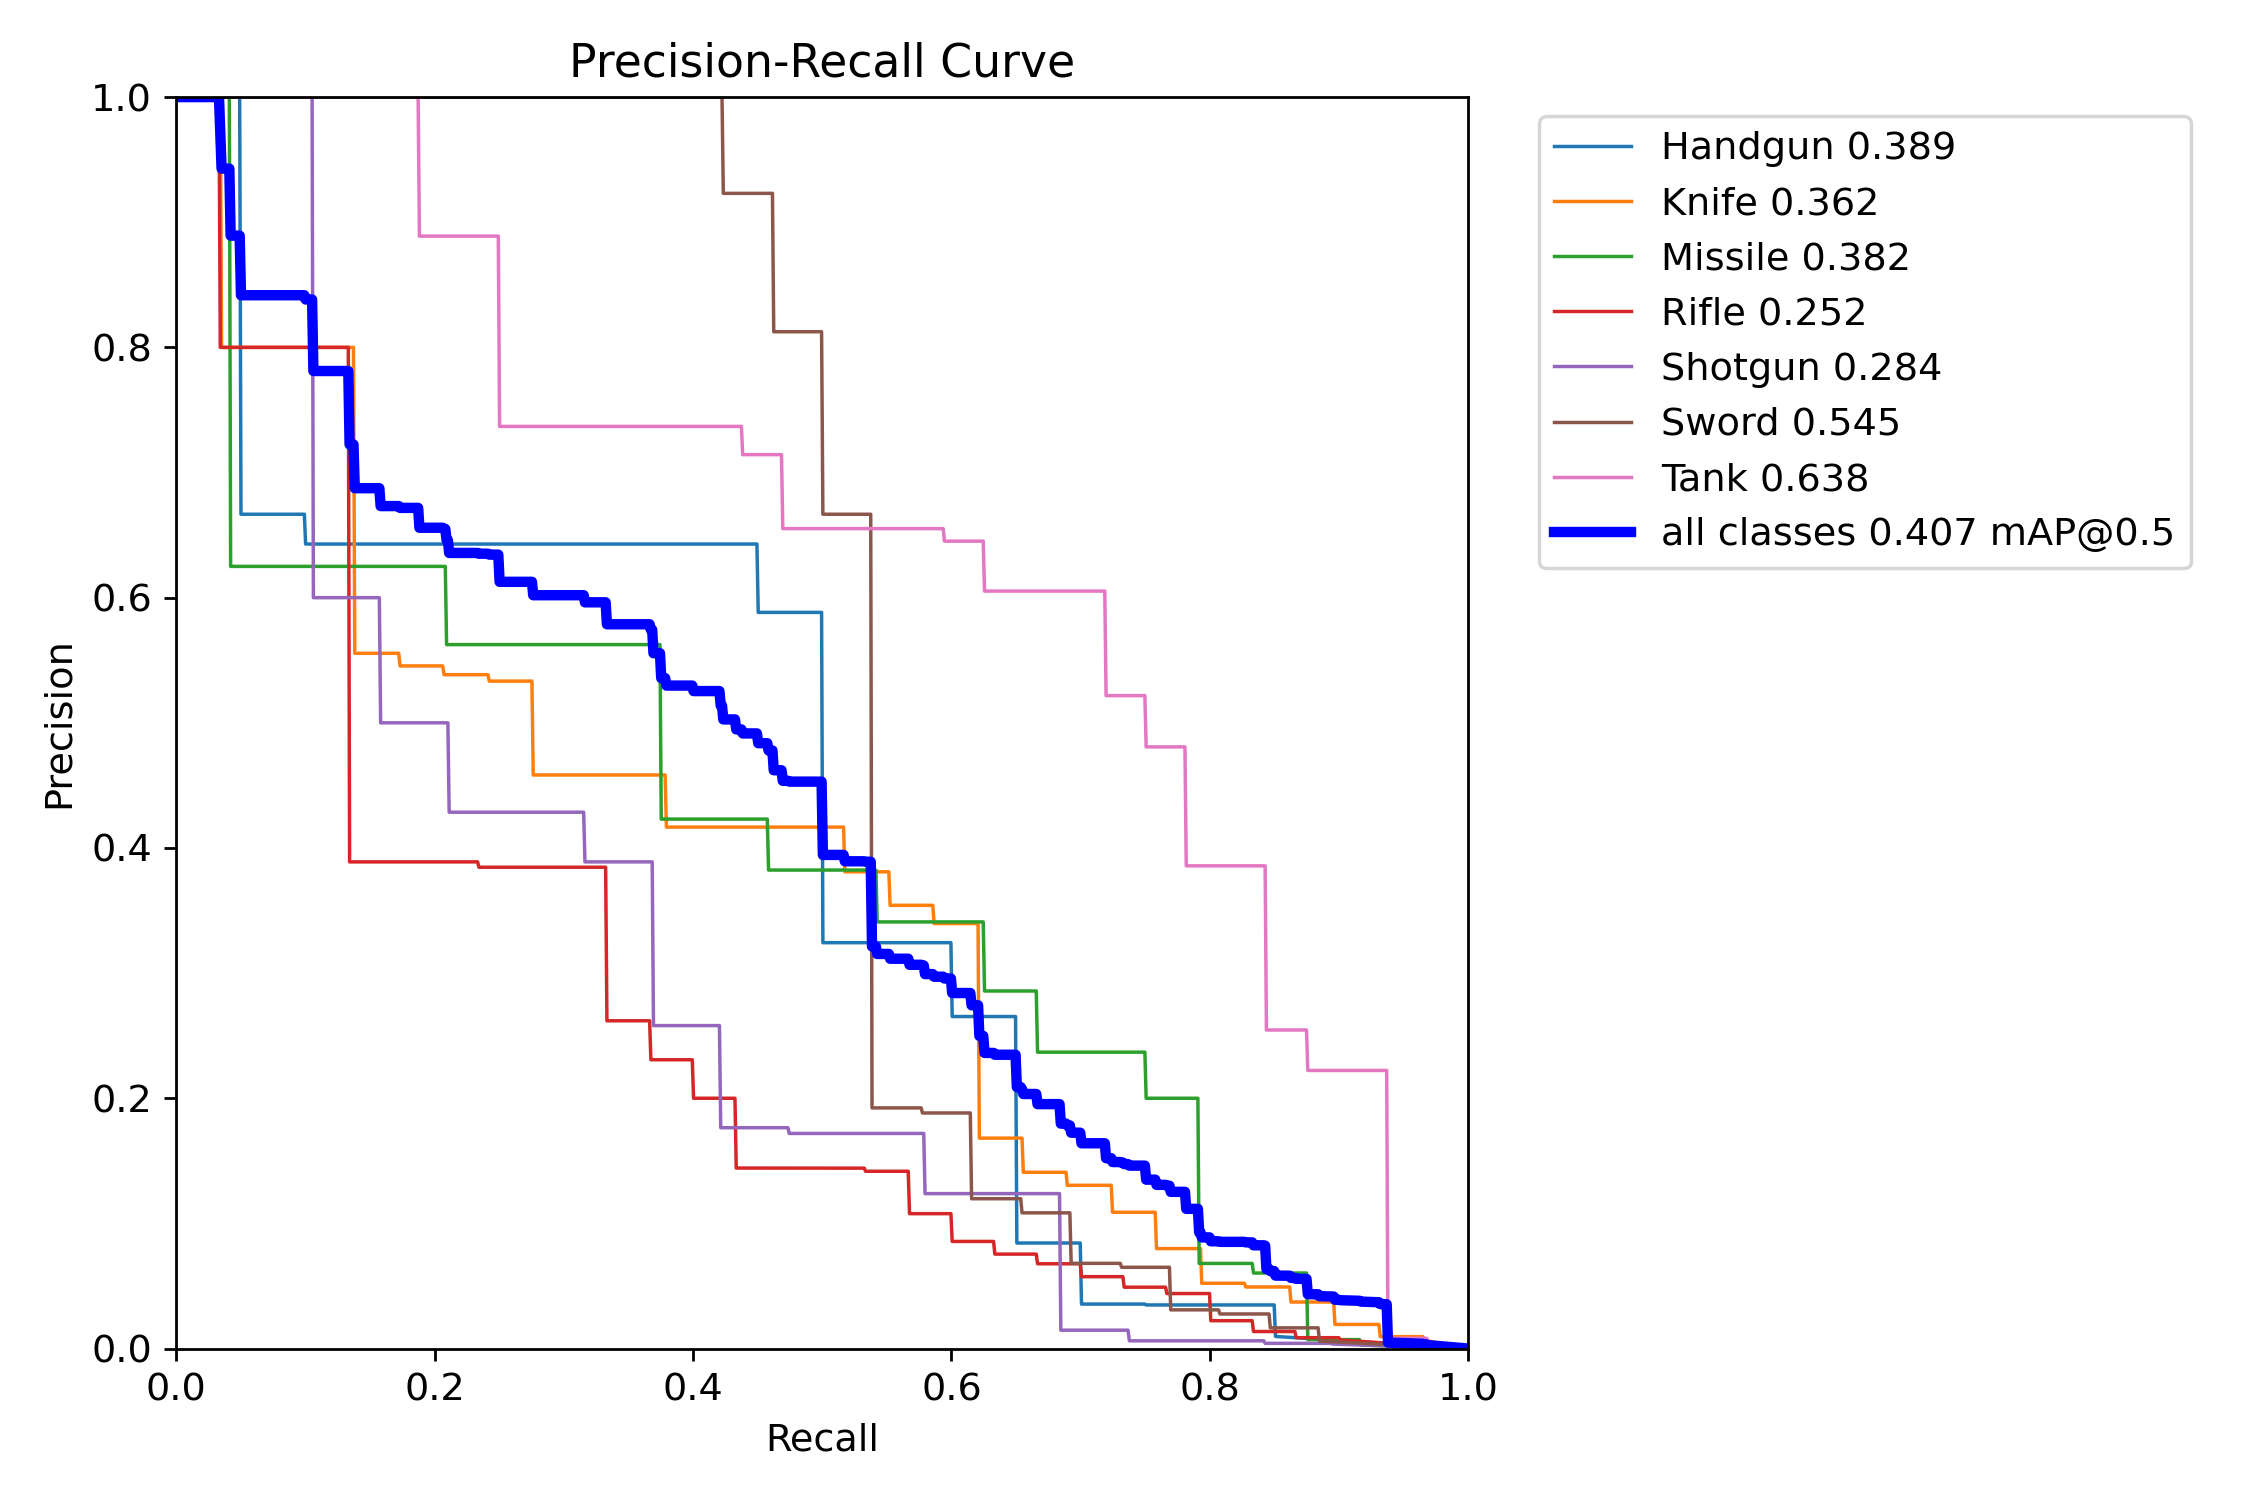 Precision-Recall Curve
1.0
0.8
0.6
0.4
0.2
0.0
Precision
0.0 0.2 0.4 0.6 0.8 1.0
Recall
Handgun 0.389
Knife 0.362
Missile 0.382
Rifle 0.252
Shotgun 0.284
Sword 0.545
Tank 0.638
all classes 0.407 mAP@0.5